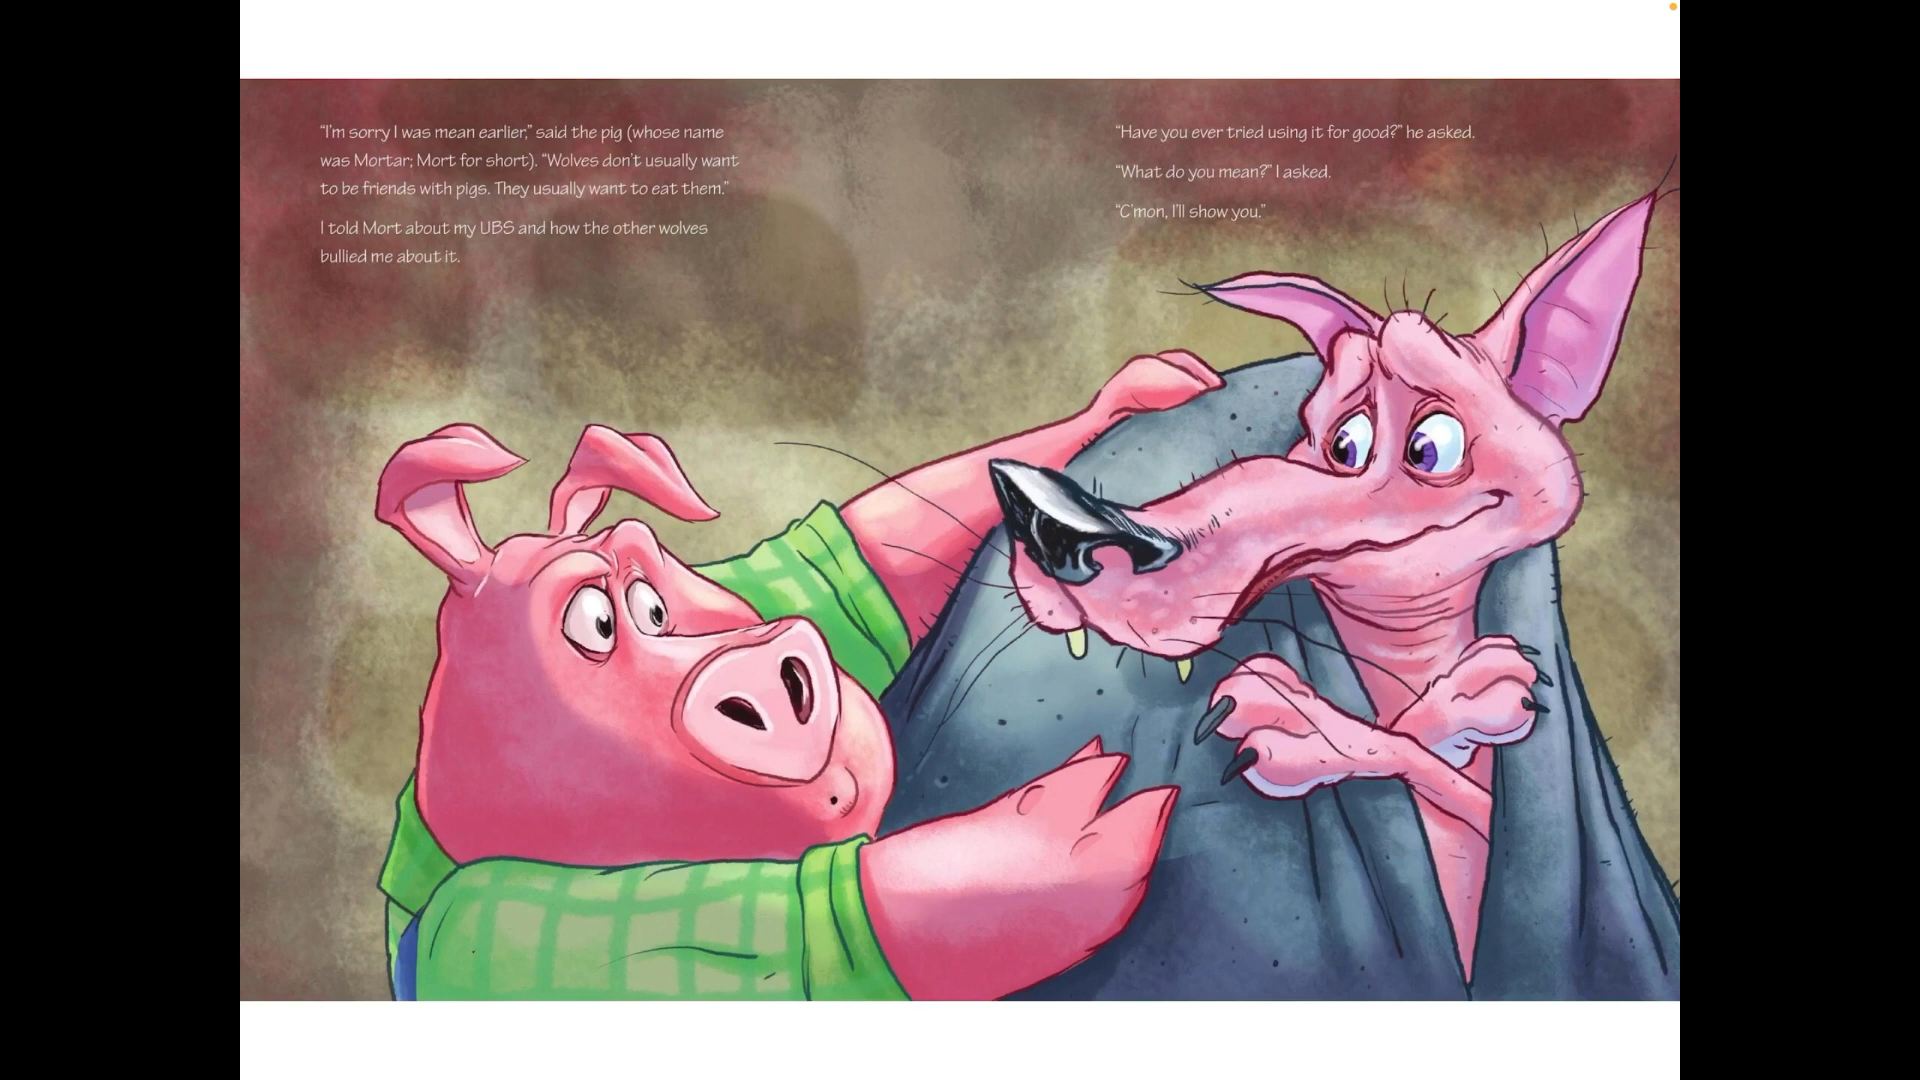 “I’m sorry I was mean earlier,” said the pig (whose name
was Mortar; Mort for short). “Wolves don’t usually want
to be friends with pigs. They usually want to eat them.”
I told Mort about my UBS and how the other wolves
bullied me about it.
“Have you ever tried using it for good?” he asked.
“What do you mean?” I asked.
“C’mon, I’ll show you.”